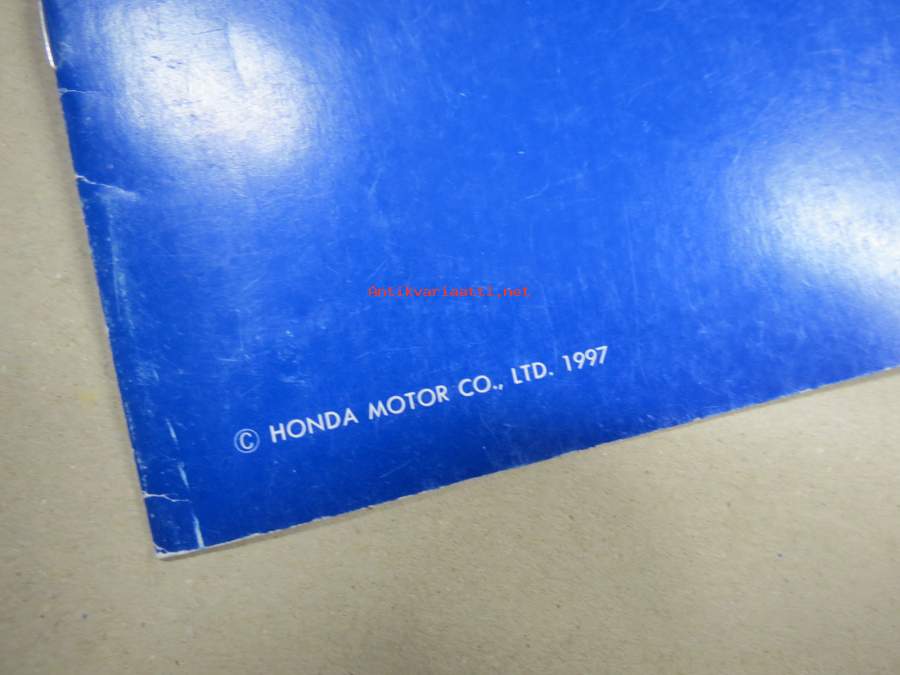 Antikvariaatti.net
© HONDA MOTOR CO., LTD. 1997